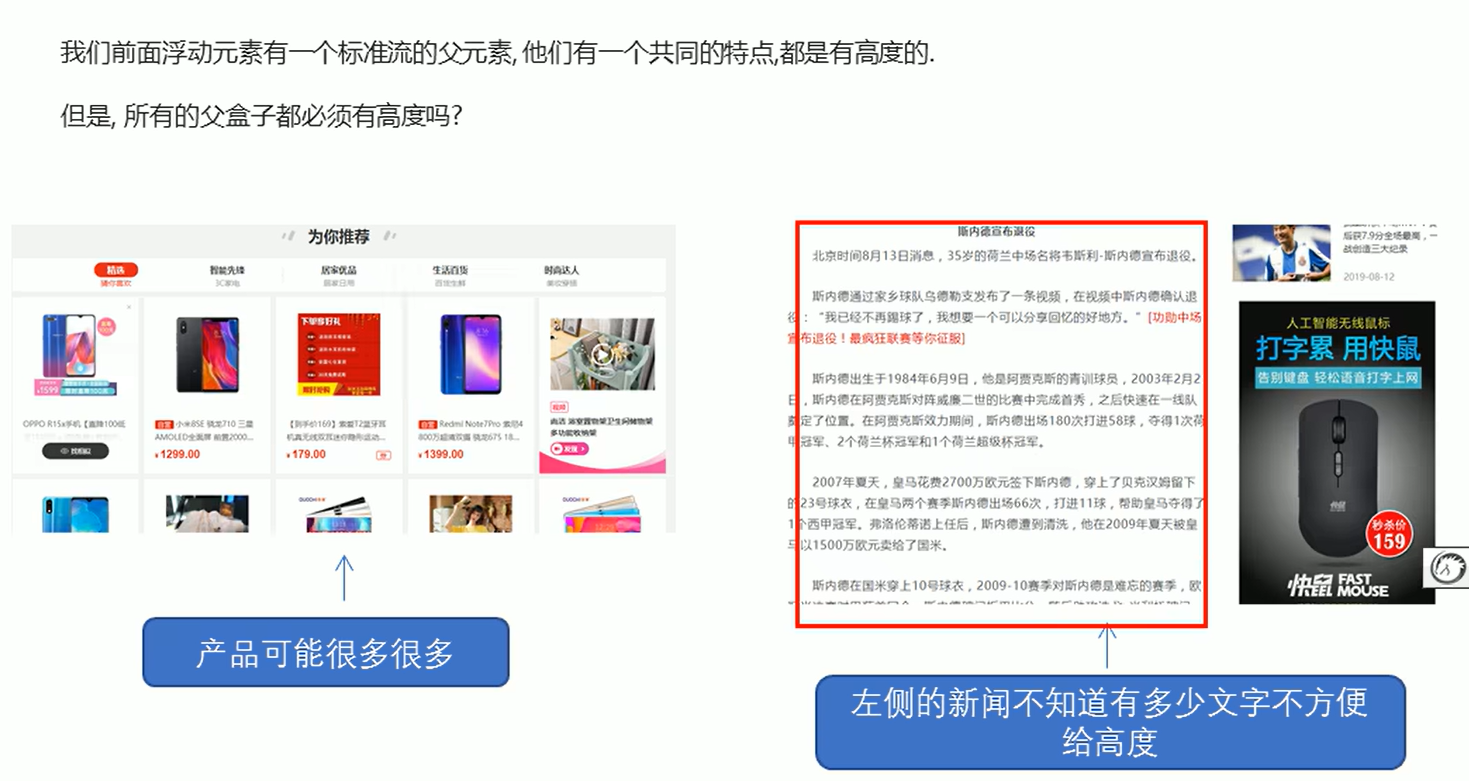 我们前面浮动元素有一个标准流的父元素, 他们有一个共同的特点,都是有高度的.
但是, 所有的父盒子都必须有高度吗?
为你推荐
精选 智能先锋 居家优品 生活百货 时尚达人
猜你喜欢 3C家电 居家日用 百货生鲜 美妆穿搭
¥1599
下单享好礼
OPPO R15x手机【直降100低
找相似
自营 小米8SE 骁龙710 三星
AMOLED全面屏 前置2000...
¥1299.00
【到手价169】索爱T2蓝牙耳
机真无线双耳迷你隐形运动...
¥179.00
自营 Redmi Note7Pro 索尼4
800万超清双摄 骁龙675 18...
¥1399.00
视频
尚洁 浴室置物架卫生间储物架
多功能收纳架
发现 >
产品可能很多很多
斯内德宣布退役
北京时间8月13日消息，35岁的荷兰中场名将韦斯利-斯内德宣布退役。
斯内德通过家乡球队乌德勒支发布了一条视频，在视频中斯内德确认退
役：“我已经不再踢球了，我想要一个可以分享回忆的好地方。”[功勋中场
宣布退役！最疯狂联赛等你征服]
斯内德出生于1984年6月9日，他是阿贾克斯的青训球员，2003年2月2
日，斯内德在阿贾克斯对阵威廉二世的比赛中完成首秀，之后快速在一线队
奠定了位置。在阿贾克斯效力期间，斯内德出场180次打进58球，夺得1次荷
甲冠军、2个荷兰杯冠军和1个荷兰超级杯冠军。
2007年夏天，皇马花费2700万欧元签下斯内德，穿上了贝克汉姆留下
的23号球衣，在皇马两个赛季斯内德出场66次，打进11球，帮助皇马夺得了
1个西甲冠军。弗洛伦蒂诺上任后，斯内德遭到清洗，他在2009年夏天被皇
马以1500万欧元卖给了国米。
斯内德在国米穿上10号球衣，2009-10赛季对斯内德是难忘的赛季，欧
后获7.9分全场最高，一
战创造三大纪录
2019-08-12
人工智能无线鼠标
打字累 用快鼠
告别键盘 轻松语音打字上网
秒杀价
159
快鼠 FAST MOUSE
左侧的新闻不知道有多少文字不方便
给高度